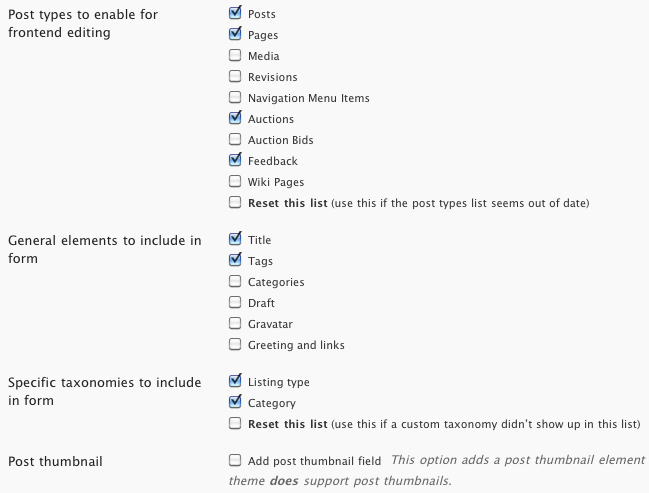 Post types to enable for
frontend editing
Posts
Pages
Media
Revisions
Navigation Menu Items
Auctions
Auction Bids
Feedback
Wiki Pages
Reset this list (use this if the post types list seems out of date)
General elements to include in
form
Title
Tags
Categories
Draft
Gravatar
Greeting and links
Specific taxonomies to include
in form
Listing type
Category
Reset this list (use this if a custom taxonomy didn't show up in this list)
Post thumbnail
Add post thumbnail field This option adds a post thumbnail element
theme does support post thumbnails.